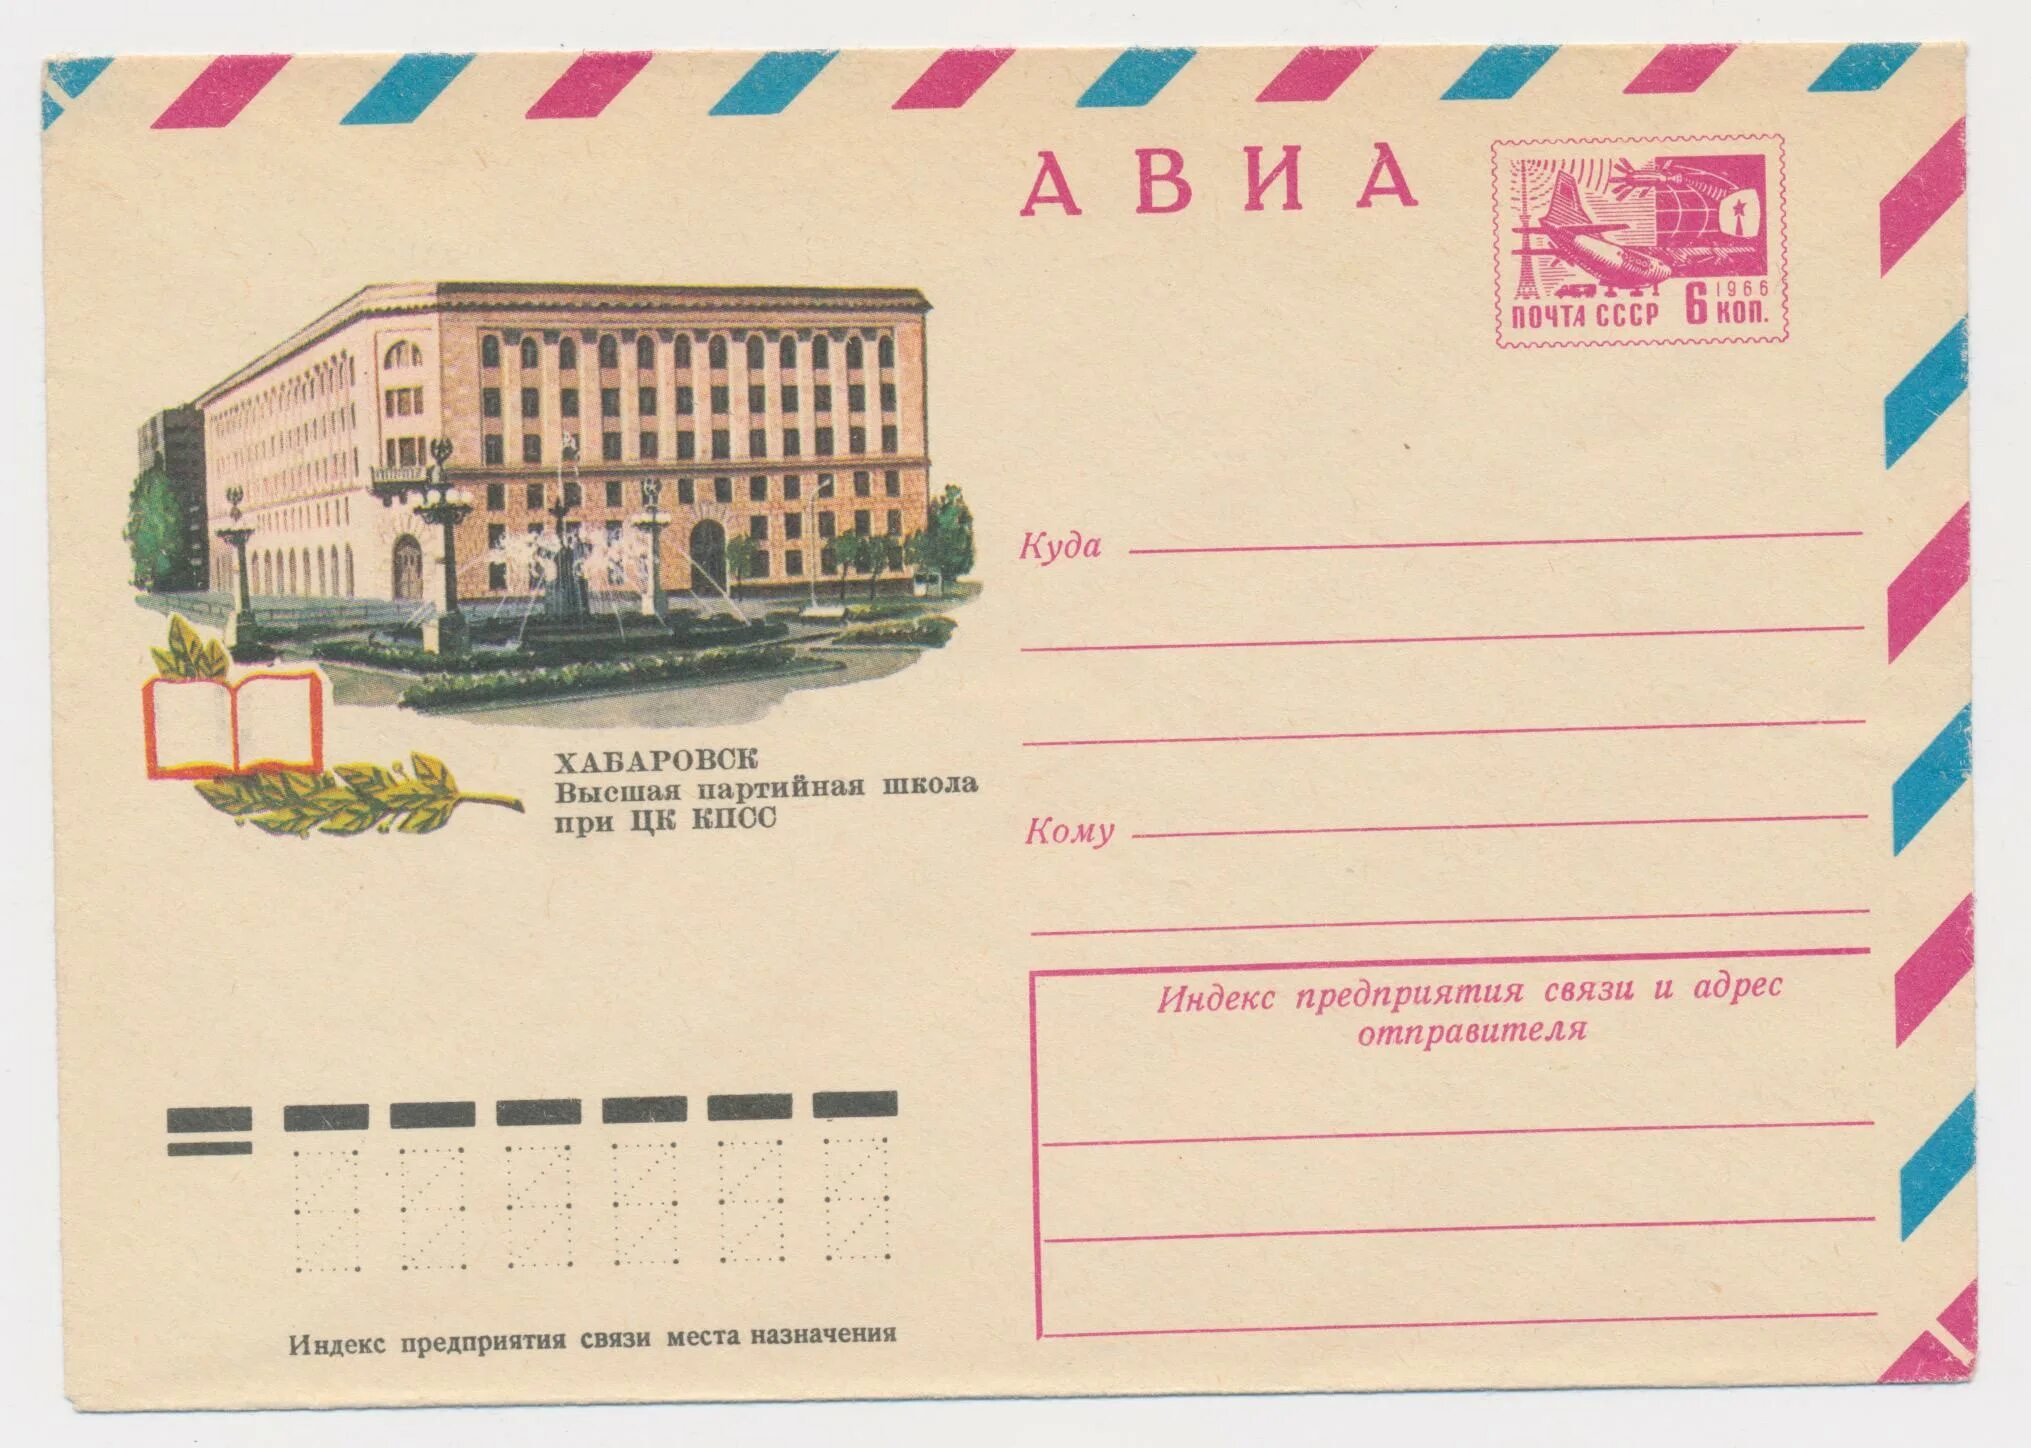 АВИА
1966
ПОЧТА СССР 6 КОП.
Куда
ХАБАРОВСК
Высшая партийная школа
при ЦК КПСС
Кому
Индекс предприятия связи и адрес
отправителя
Индекс предприятия связи места назначения